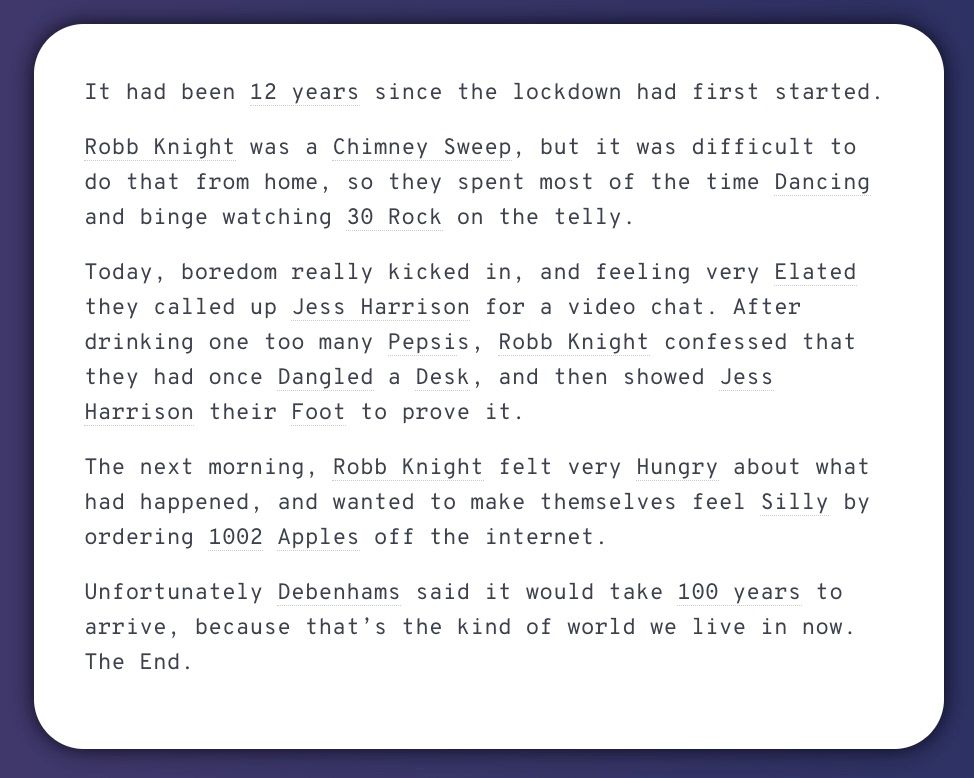 It had been 12 years since the lockdown had first started.
Robb Knight was a Chimney Sweep, but it was difficult to
do that from home, so they spent most of the time Dancing
and binge watching 30 Rock on the telly.
Today, boredom really kicked in, and feeling very Elated
they called up Jess Harrison for a video chat. After
drinking one too many Pepsis, Robb Knight confessed that
they had once Dangled a Desk, and then showed Jess
Harrison their Foot to prove it.
The next morning, Robb Knight felt very Hungry about what
had happened, and wanted to make themselves feel Silly by
ordering 1002 Apples off the internet.
Unfortunately Debenhams said it would take 100 years to
arrive, because that’s the kind of world we live in now.
The End.